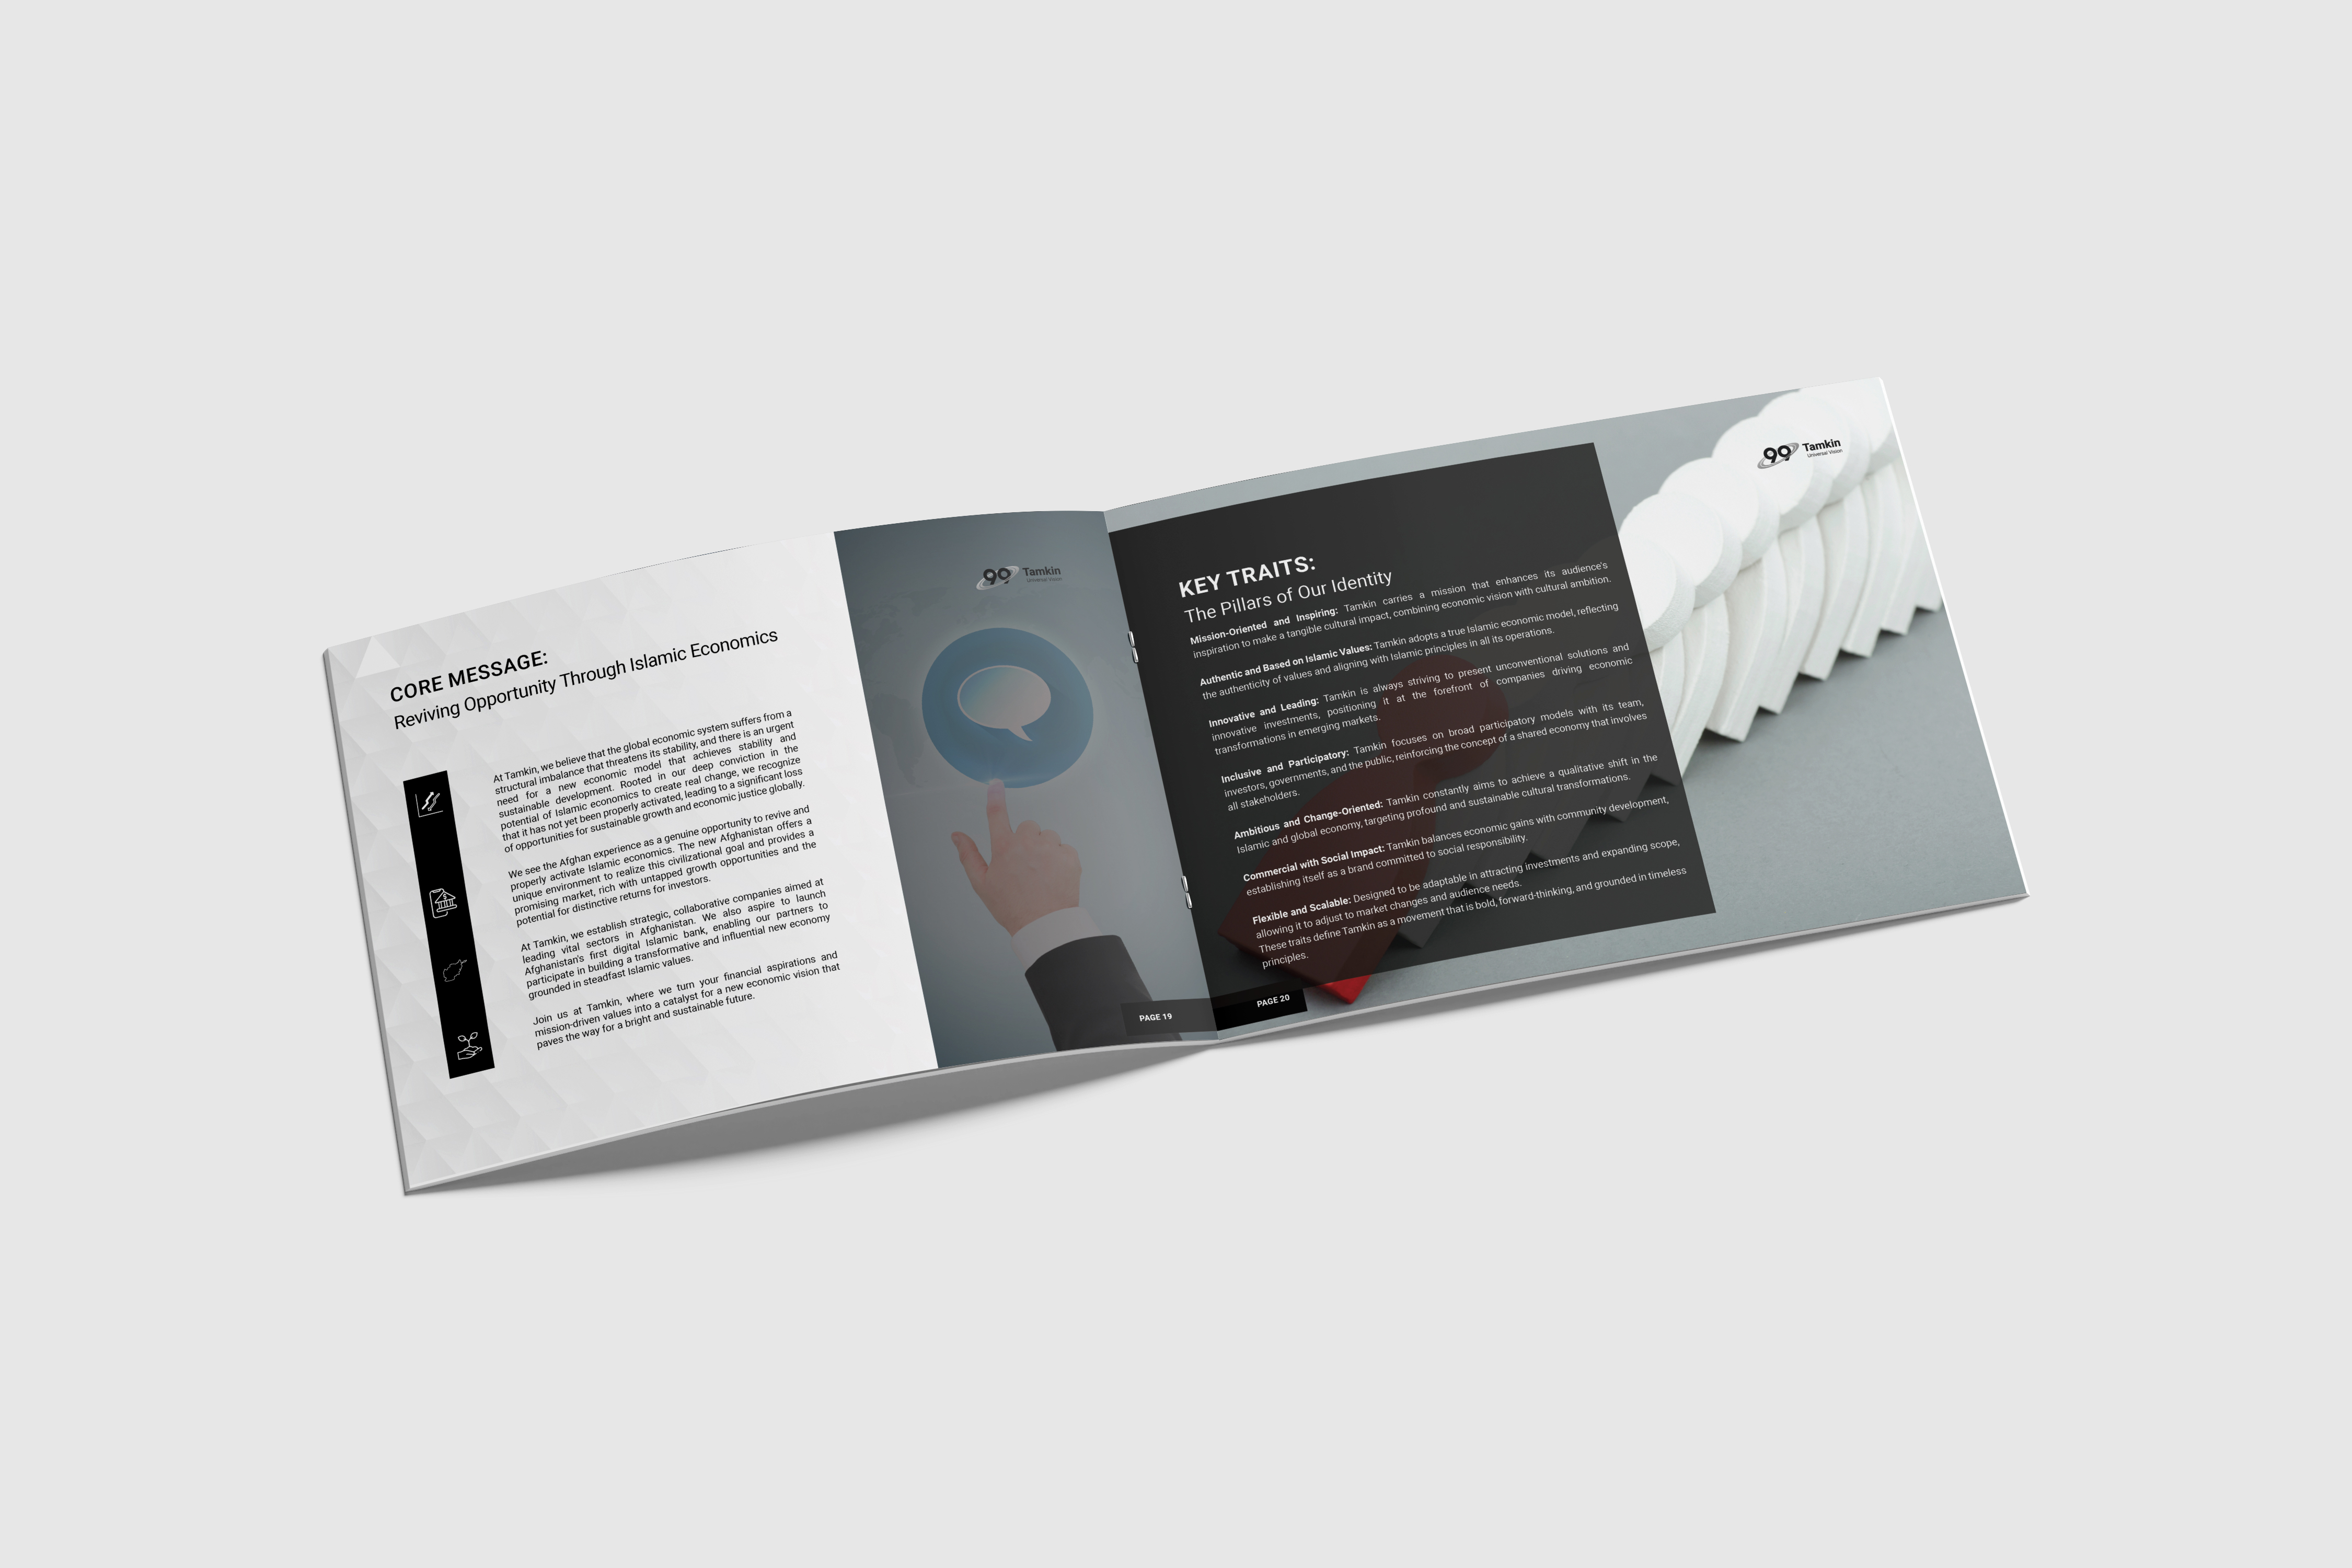 CORE MESSAGE:
Reviving Opportunity Through Islamic Economics
At Tamkin, we believe that the global economic system suffers from a
structural imbalance that threatens its stability, and there is an urgent
need for a new economic model that achieves stability and
sustainable development. Rooted in our deep conviction in the
potential of Islamic economics to create real change, we recognize
that it has not yet been properly activated, leading to a significant loss
of opportunities for sustainable growth and economic justice globally.
We see the Afghan experience as a genuine opportunity to revive and
properly activate Islamic economics. The new Afghanistan offers a
unique environment to realize this civilizational goal and provides a
promising market, rich with untapped growth opportunities and the
potential for distinctive returns for investors.
At Tamkin, we establish strategic, collaborative companies aimed at
leading vital sectors in Afghanistan. We also aspire to launch
Afghanistan's first digital Islamic bank, enabling our partners to
participate in building a transformative and influential new economy
grounded in steadfast Islamic values.
Join us at Tamkin, where we turn your financial aspirations and
mission-driven values into a catalyst for a new economic vision that
paves the way for a bright and sustainable future.
99 Tamkin
Universal Vision
PAGE 19
KEY TRAITS:
The Pillars of Our Identity
Mission-Oriented and Inspiring: Tamkin carries a mission that enhances its audience's
inspiration to make a tangible cultural impact, combining economic vision with cultural ambition.
Authentic and Based on Islamic Values: Tamkin adopts a true Islamic economic model, reflecting
the authenticity of values and aligning with Islamic principles in all its operations.
Innovative and Leading: Tamkin is always striving to present unconventional solutions and
innovative investments, positioning it at the forefront of companies driving economic
transformations in emerging markets.
Inclusive and Participatory: Tamkin focuses on broad participatory models with its team,
investors, governments, and the public, reinforcing the concept of a shared economy that involves
all stakeholders.
Ambitious and Change-Oriented: Tamkin constantly aims to achieve a qualitative shift in the
Islamic and global economy, targeting profound and sustainable cultural transformations.
Commercial with Social Impact: Tamkin balances economic gains with community development,
establishing itself as a brand committed to social responsibility.
Flexible and Scalable: Designed to be adaptable in attracting investments and expanding scope,
allowing it to adjust to market changes and audience needs.
These traits define Tamkin as a movement that is bold, forward-thinking, and grounded in timeless
principles.
PAGE 20
99 Tamkin
Universal Vision